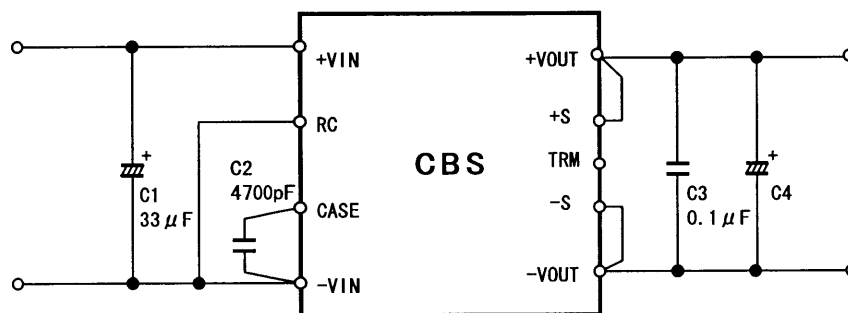 +VIN
+VOUT
RC
+S
CBS
TRM
+
C1
33μF
C2
4700pF
CASE
-S
C3
0.1μF
+
C4
-VIN
-VOUT